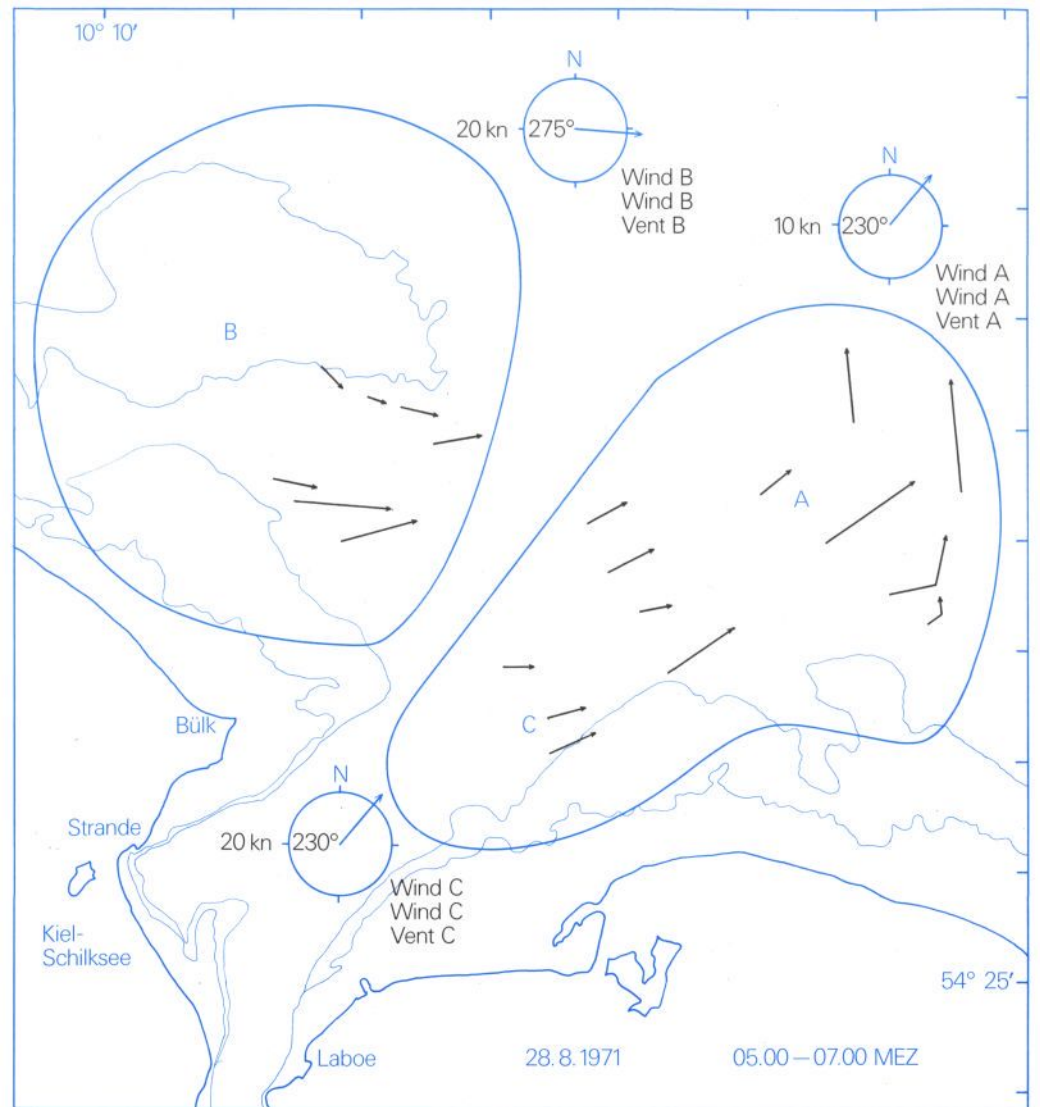 10° 10′
N
20 kn 275°
Wind B
Wind B
Vent B
N
10 kn 230°
Wind A
Wind A
Vent A
B
A
C
Bülk
N
Strande
20 kn 230°
Wind C
Wind C
Vent C
Kiel-
Schilksee
54° 25′
Laboe
28.8.1971
05.00 – 07.00 MEZ